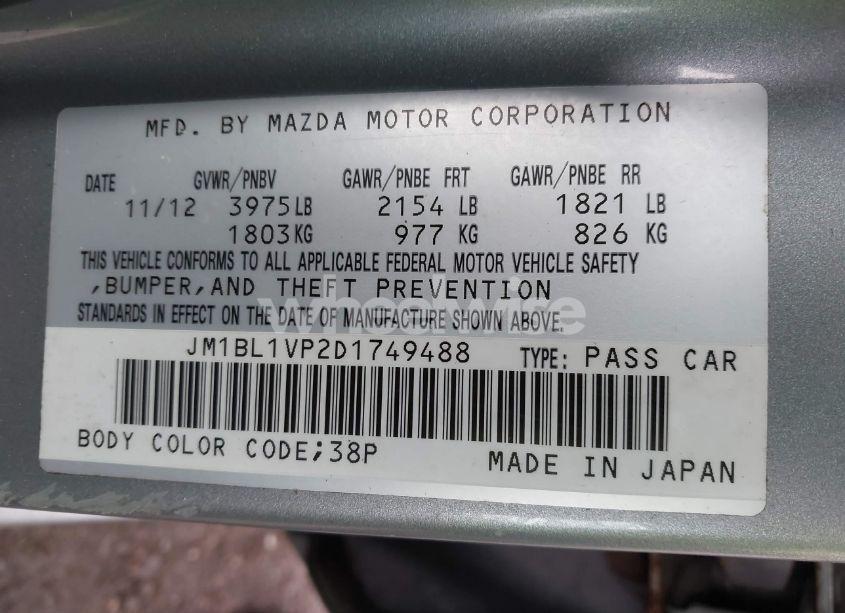 MFD. BY MAZDA MOTOR CORPORATION
DATE GVWR/PNBV GAWR/PNBE FRT GAWR/PNBE RR
11/12 3975LB 2154 LB 1821 LB
1803KG 977 KG 826 KG
THIS VEHICLE CONFORMS TO ALL APPLICABLE FEDERAL MOTOR VEHICLE SAFETY
,BUMPER,AND THEFT PREVENTION
STANDARDS IN EFFECT ON THE DATE OF MANUFACTURE SHOWN ABOVE.
wheelwise
JM1BL1VP2D1749488 TYPE: PASS CAR
BODY COLOR CODE;38P
MADE IN JAPAN